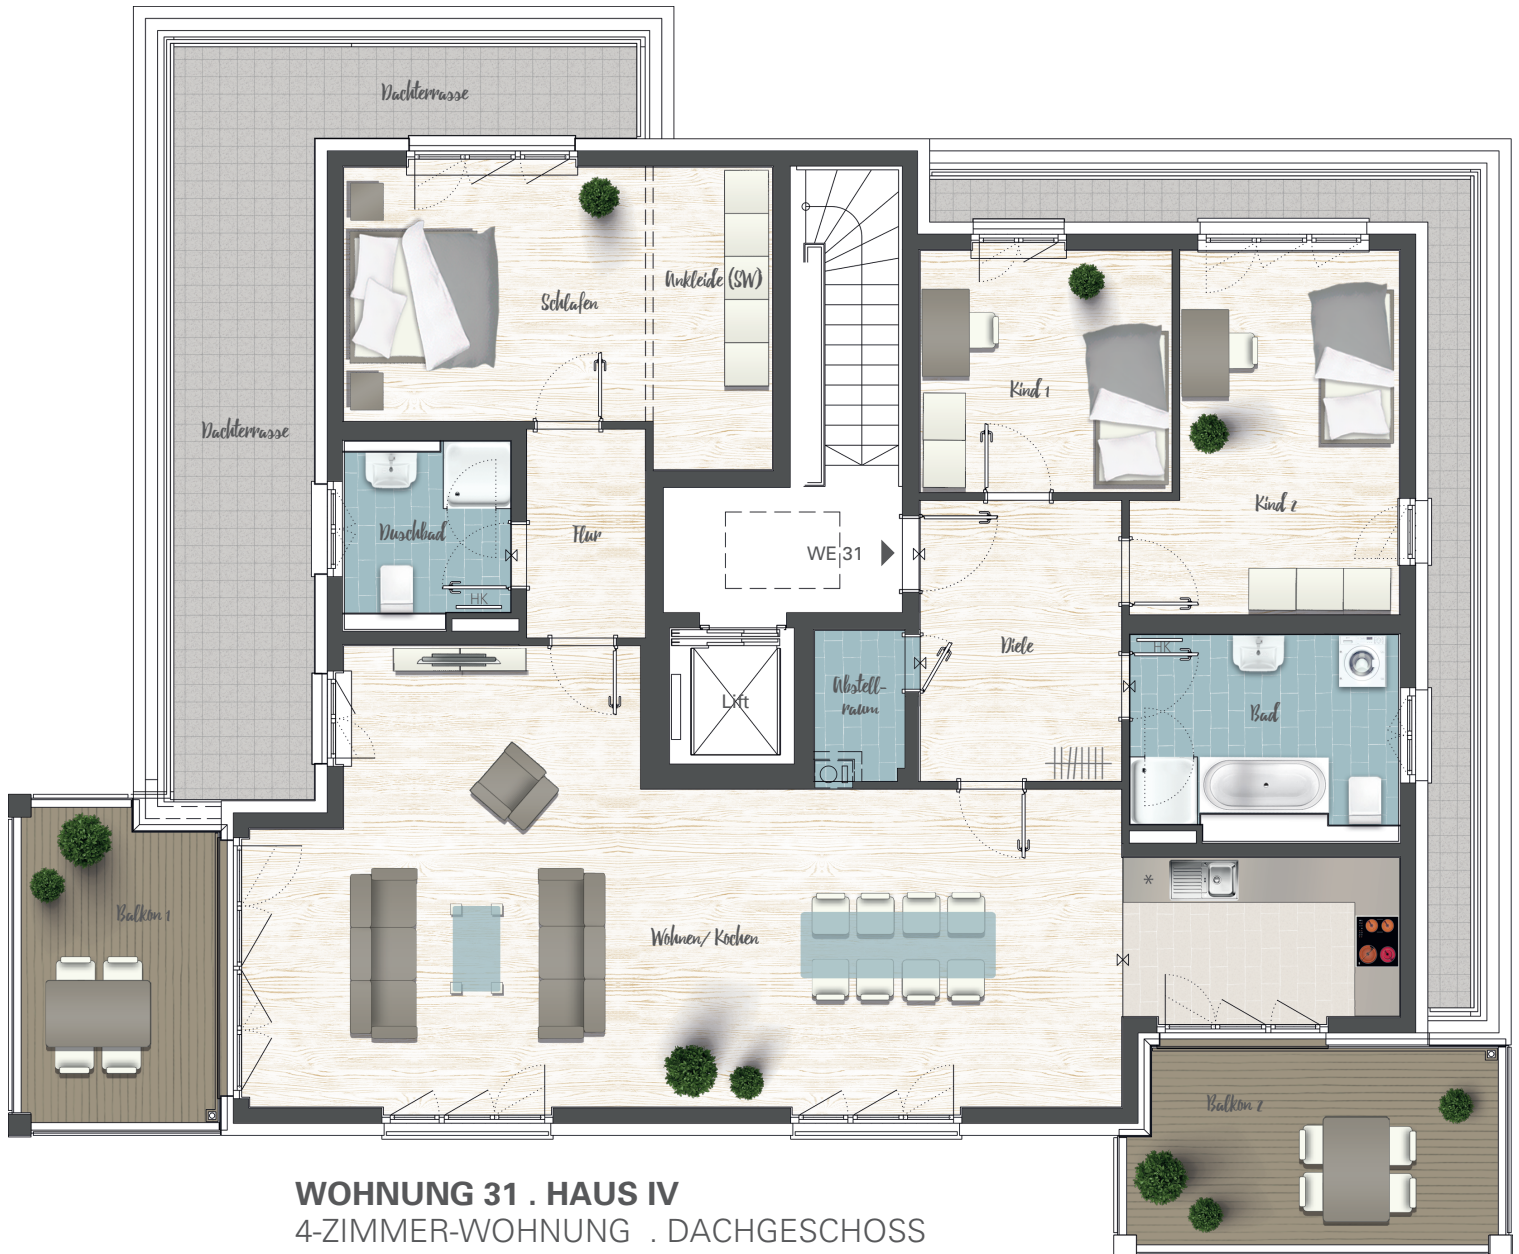 Dachterrasse
Dachterrasse
Schlafen
Ankleide (SW)
Kind 1
Kind 2
Duschbad
HK
Flur
WE 31
Diele
Lift
Abstell-
raum
HK
Bad
Balkon 1
Wohnen/ Kochen
*
Balkon 2
WOHNUNG 31 . HAUS IV
4-ZIMMER-WOHNUNG . DACHGESCHOSS